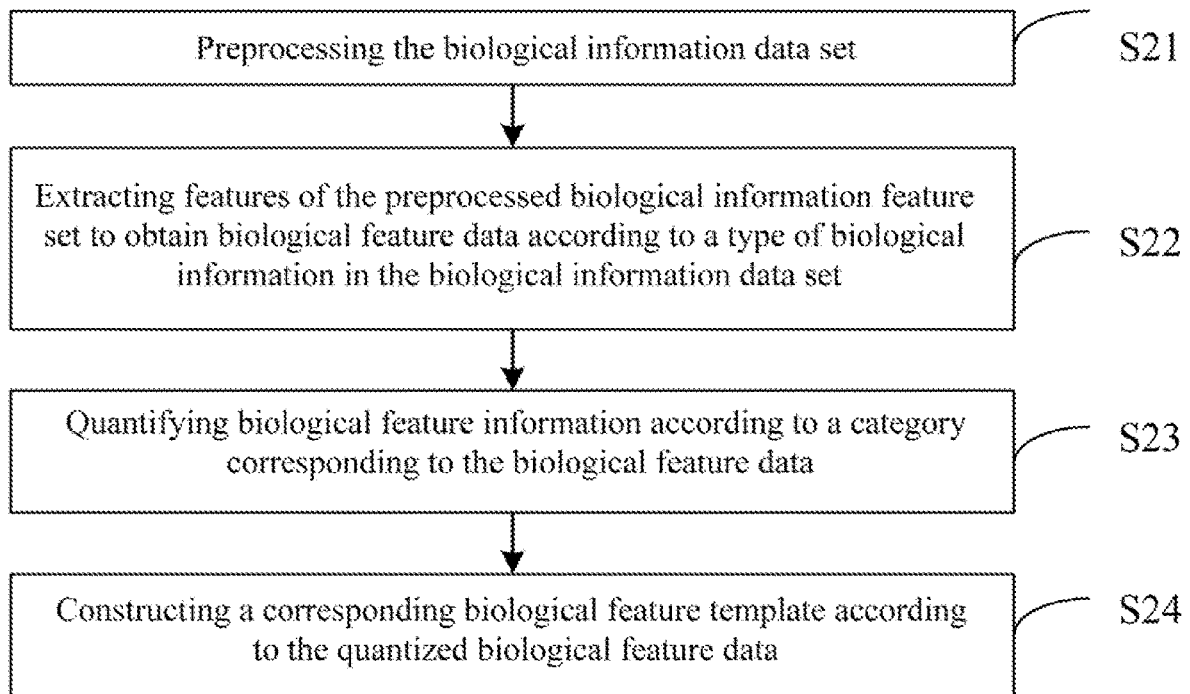 Preprocessing the biological information data set
S21
Extracting features of the preprocessed biological information feature
set to obtain biological feature data according to a type of biological
information in the biological information data set
S22
Quantifying biological feature information according to a category
corresponding to the biological feature data
S23
Constructing a corresponding biological feature template according
to the quantized biological feature data
S24